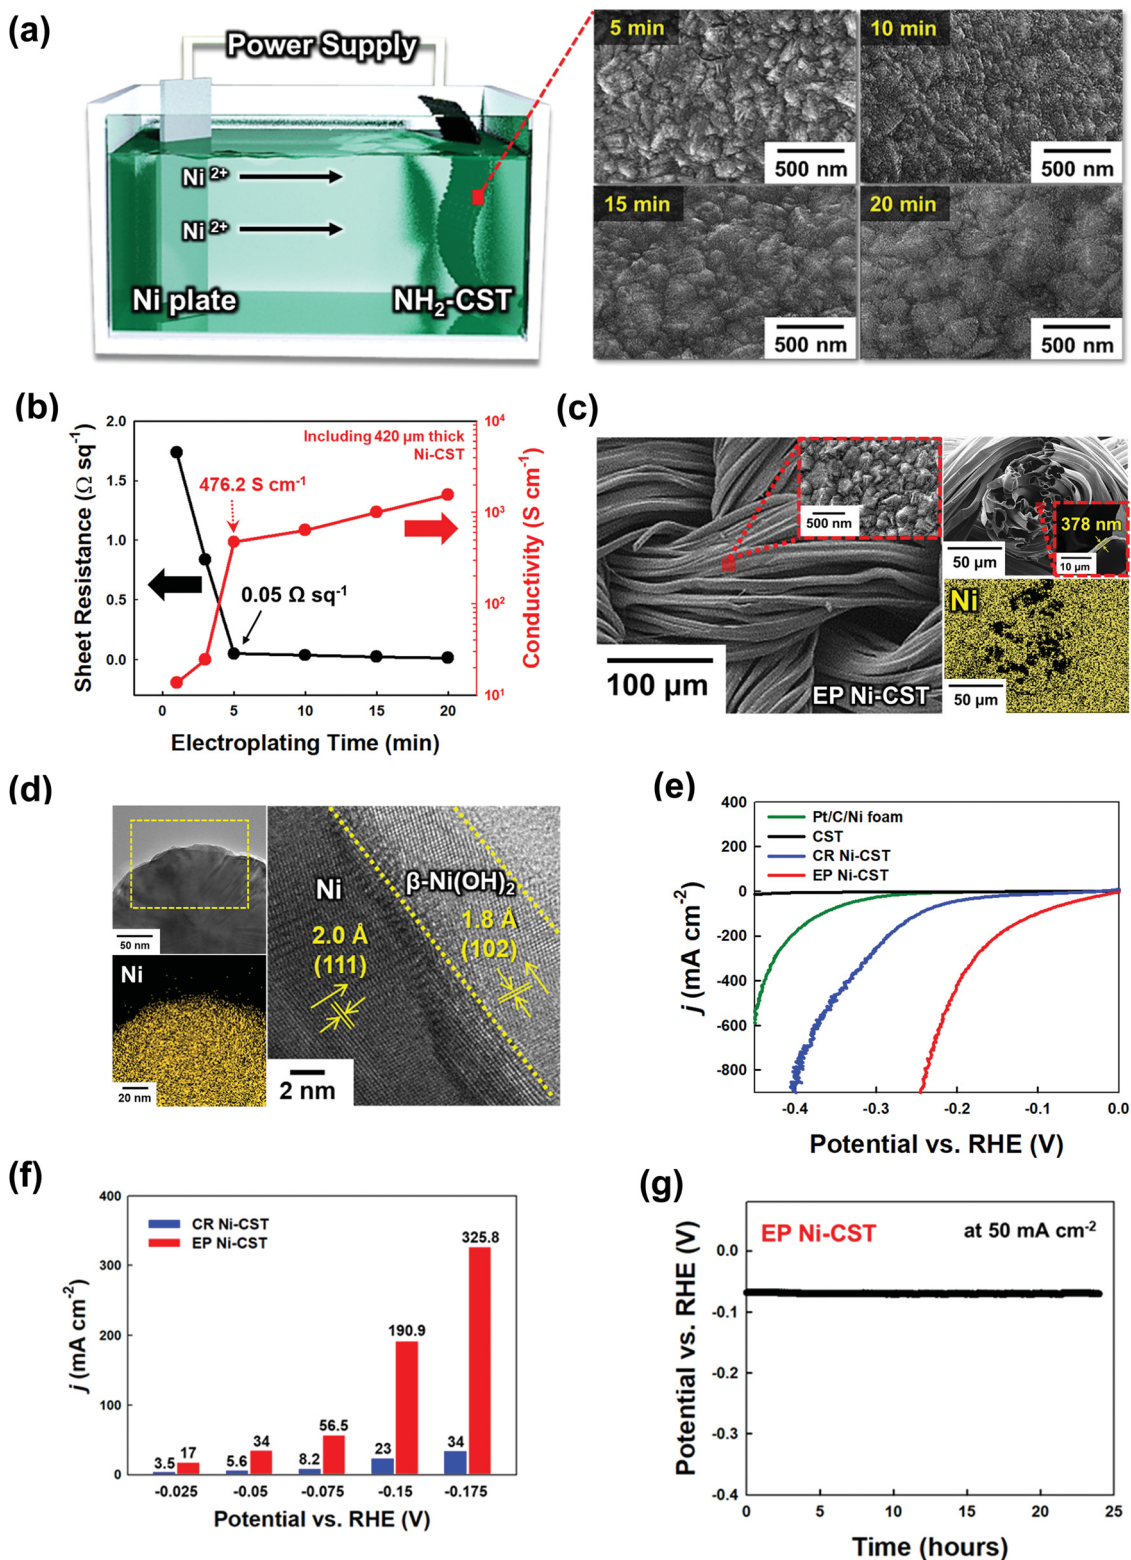 (a)
Power Supply
Ni 2+
Ni 2+
Ni plate
NH2-CST
5 min
500 nm
10 min
500 nm
15 min
500 nm
20 min
500 nm
(b)
Sheet Resistance (Ω sq-1)
2.0
1.5
1.0
0.5
0.0
Including 420 μm thick
Ni-CST
476.2 S cm-1
0.05 Ω sq-1
10^4
10^3
10^2
10^1
Conductivity (S cm-1)
0
5
10
15
20
Electroplating Time (min)
(c)
500 nm
100 μm
EP Ni-CST
378 nm
10 μm
50 μm
Ni
50 μm
(d)
50 nm
Ni
20 nm
Ni
2.0 Å
(111)
β-Ni(OH)2
1.8 Å
(102)
2 nm
(e)
j (mA cm-2)
400
200
0
-200
-400
-600
-800
Pt/C/Ni foam
CST
CR Ni-CST
EP Ni-CST
-0.4
-0.3
-0.2
-0.1
0.0
Potential vs. RHE (V)
(f)
j (mA cm-2)
400
300
200
100
0
CR Ni-CST
EP Ni-CST
3.5
17
5.6
34
8.2
56.5
23
190.9
34
325.8
-0.025
-0.05
-0.075
-0.15
-0.175
Potential vs. RHE (V)
(g)
Potential vs. RHE (V)
0.0
-0.1
-0.2
-0.3
-0.4
EP Ni-CST
at 50 mA cm-2
0
5
10
15
20
25
Time (hours)